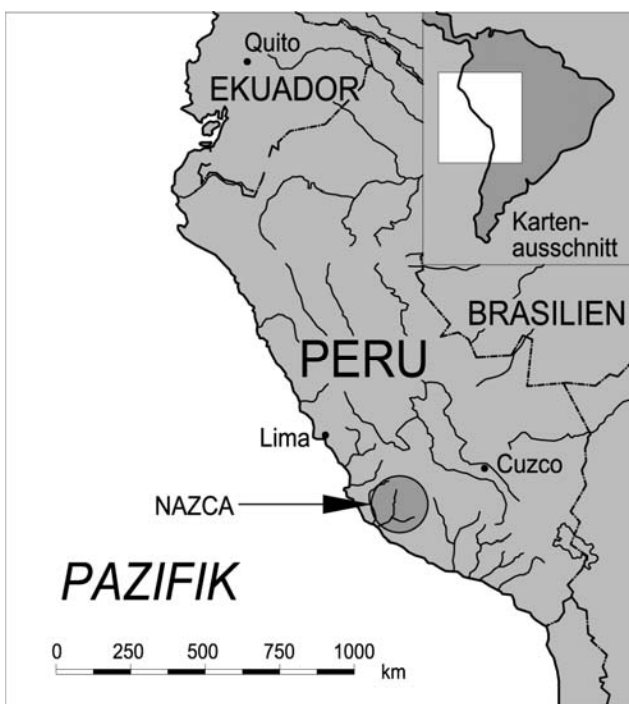 Quito
EKUADOR
Karten-
ausschnitt
BRASILIEN
PERU
Lima
Cuzco
NAZCA
PAZIFIK
0 250 500 750 1000
km